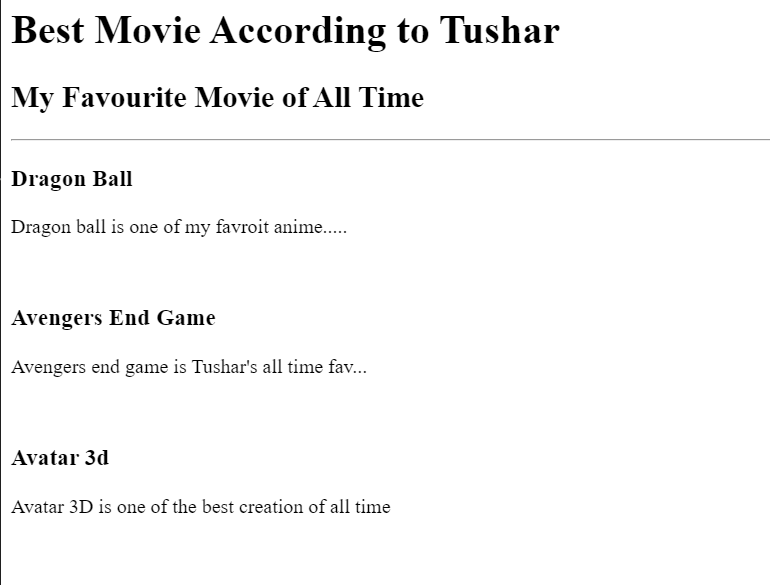 Best Movie According to Tushar
My Favourite Movie of All Time
Dragon Ball
Dragon ball is one of my favroit anime.....
Avengers End Game
Avengers end game is Tushar's all time fav...
Avatar 3d
Avatar 3D is one of the best creation of all time